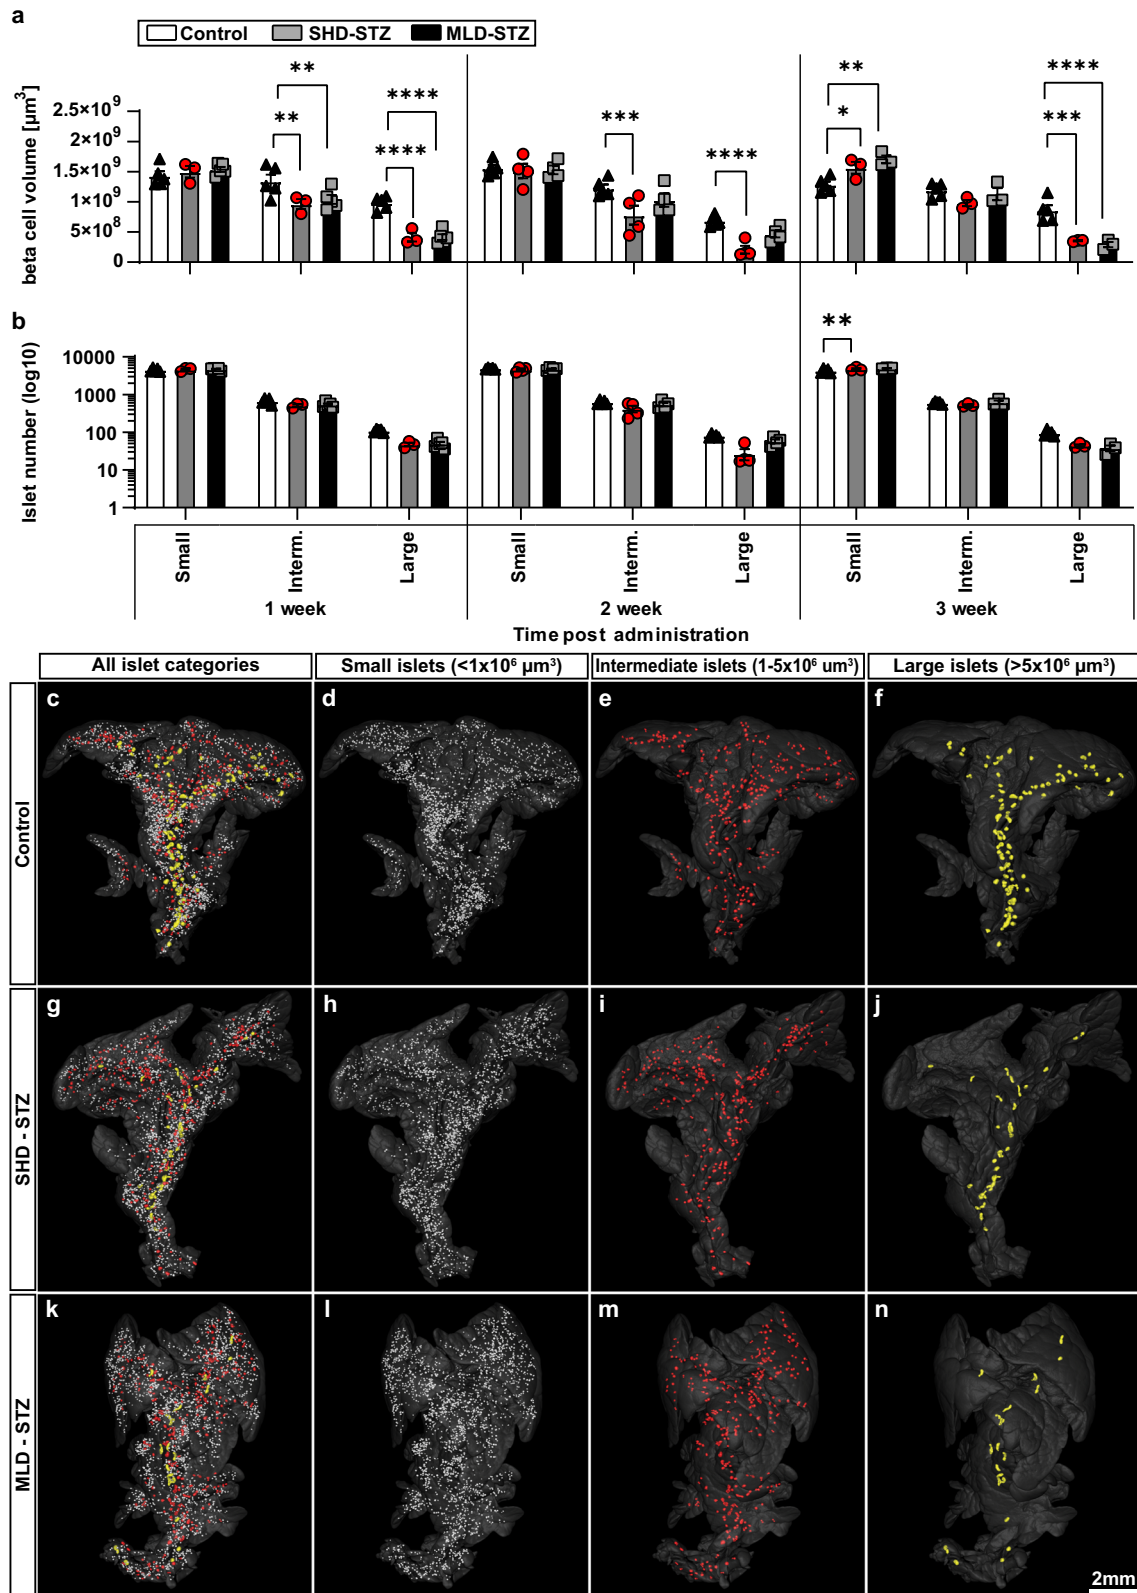 a
Control SHD-STZ MLD-STZ
beta cell volume [µm³]
2.5×10⁹
2×10⁹
1.5×10⁹
1×10⁹
5×10⁸
0
** ** **** ****
*** ****
** * **** ***
b
Islet number (log10)
10000
1000
100
10
1
**
Small Interm. Large Small Interm. Large Small Interm. Large
1 week 2 week 3 week
Time post administration
All islet categories Small islets (<1x10⁶ µm³) Intermediate islets (1-5x10⁶ um³) Large islets (>5x10⁶ µm³)
Control
c d e f
SHD - STZ
g h i j
MLD - STZ
k l m n
2mm